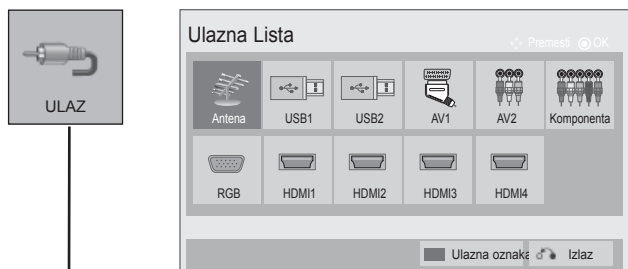 ULAZ
Ulazna Lista
Premesti OK
Antena USB1 USB2 AV1 AV2 Komponenta
RGB HDMI1 HDMI2 HDMI3 HDMI4
Ulazna oznaka Izlaz